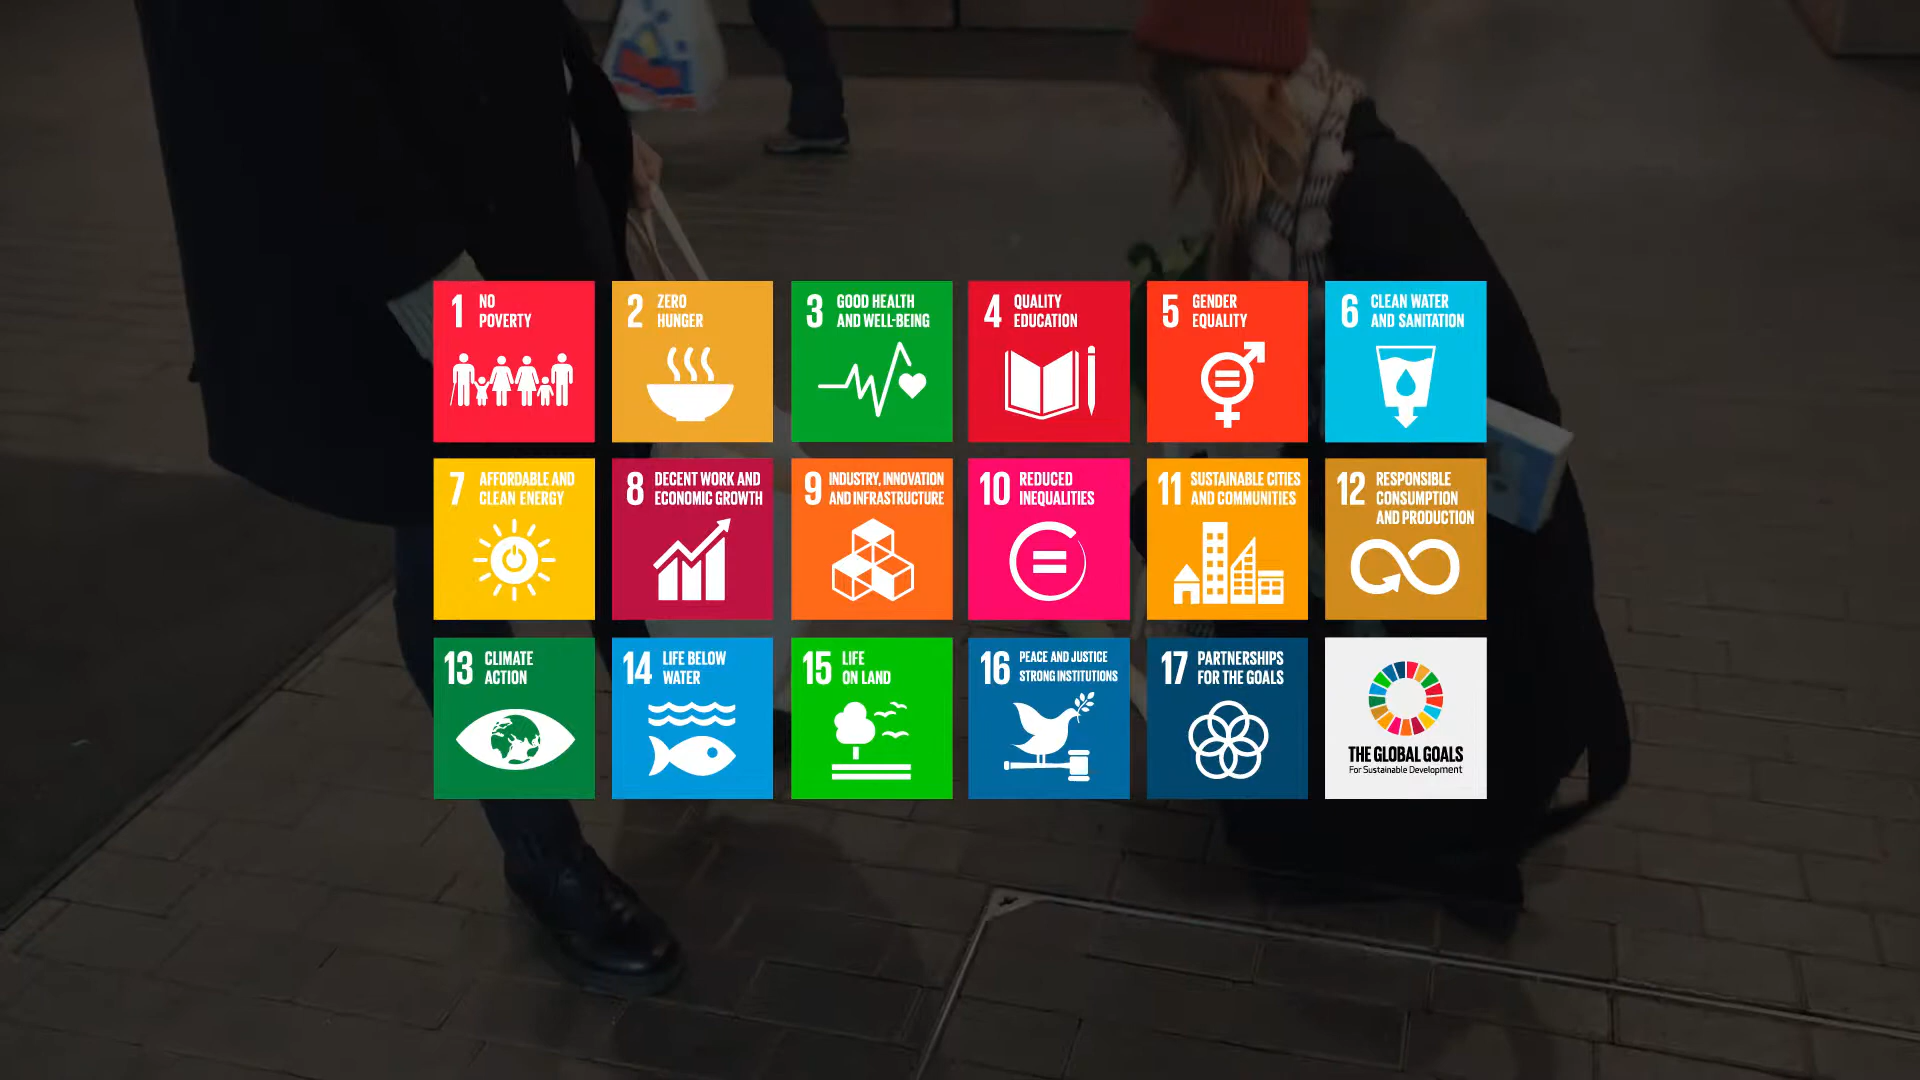 1 NO
POVERTY
2 ZERO
HUNGER
3 GOOD HEALTH
AND WELL-BEING
4 QUALITY
EDUCATION
5 GENDER
EQUALITY
6 CLEAN WATER
AND SANITATION
7 AFFORDABLE AND
CLEAN ENERGY
8 DECENT WORK AND
ECONOMIC GROWTH
9 INDUSTRY, INNOVATION
AND INFRASTRUCTURE
10 REDUCED
INEQUALITIES
11 SUSTAINABLE CITIES
AND COMMUNITIES
12 RESPONSIBLE
CONSUMPTION
AND PRODUCTION
13 CLIMATE
ACTION
14 LIFE BELOW
WATER
15 LIFE
ON LAND
16 PEACE AND JUSTICE
STRONG INSTITUTIONS
17 PARTNERSHIPS
FOR THE GOALS
THE GLOBAL GOALS
For Sustainable Development